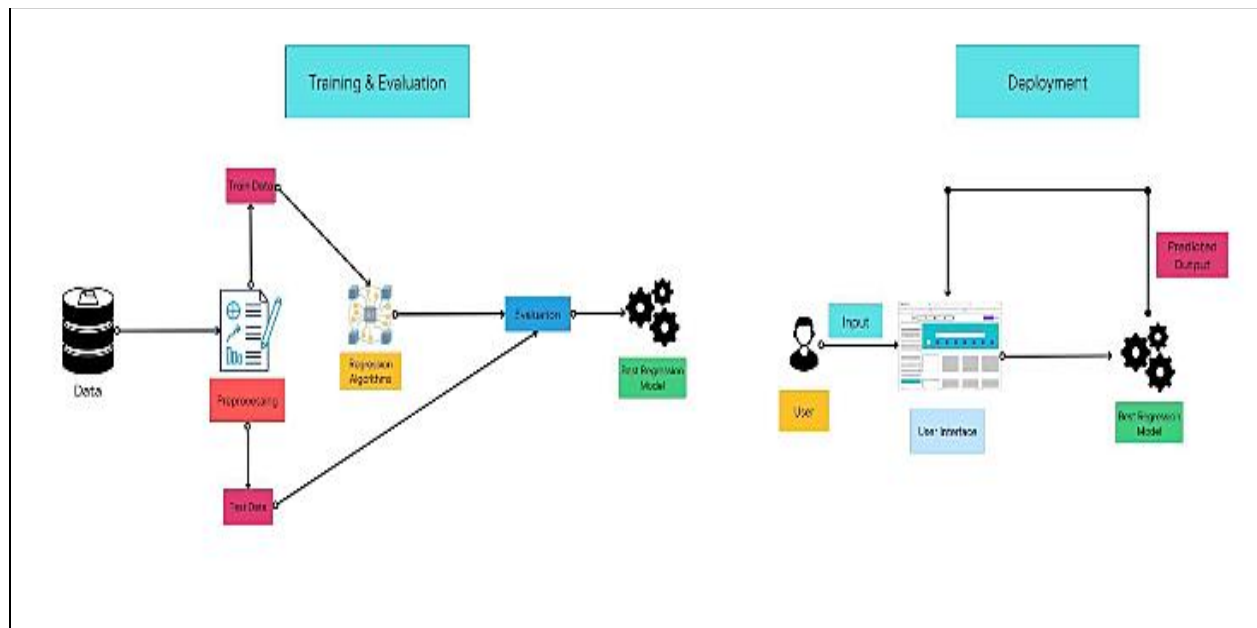 Training & Evaluation
Deployment
Train Data
Predicted
Output
Input
Evaluation
Data
Regression
Algorithms
Best Regression
Model
Preprocessing
User
User Interface
Best Regression
Model
Test Data